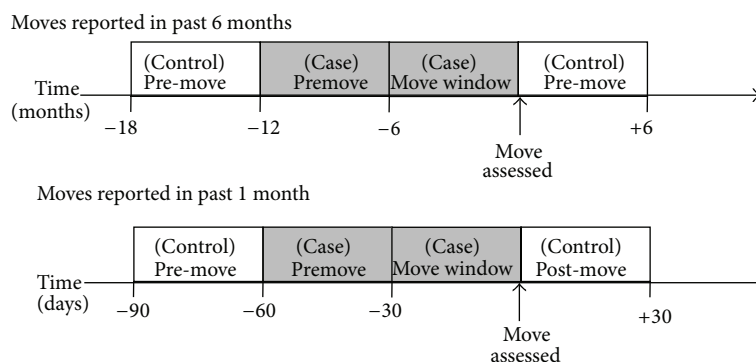 Moves reported in past 6 months
(Control) (Case) (Case) (Control)
Pre-move Premove Move window Pre-move
Time
(months)
−18 −12 −6 +6
Move
assessed
Moves reported in past 1 month
(Control) (Case) (Case) (Control)
Pre-move Premove Move window Post-move
Time
(days)
−90 −60 −30 +30
Move
assessed